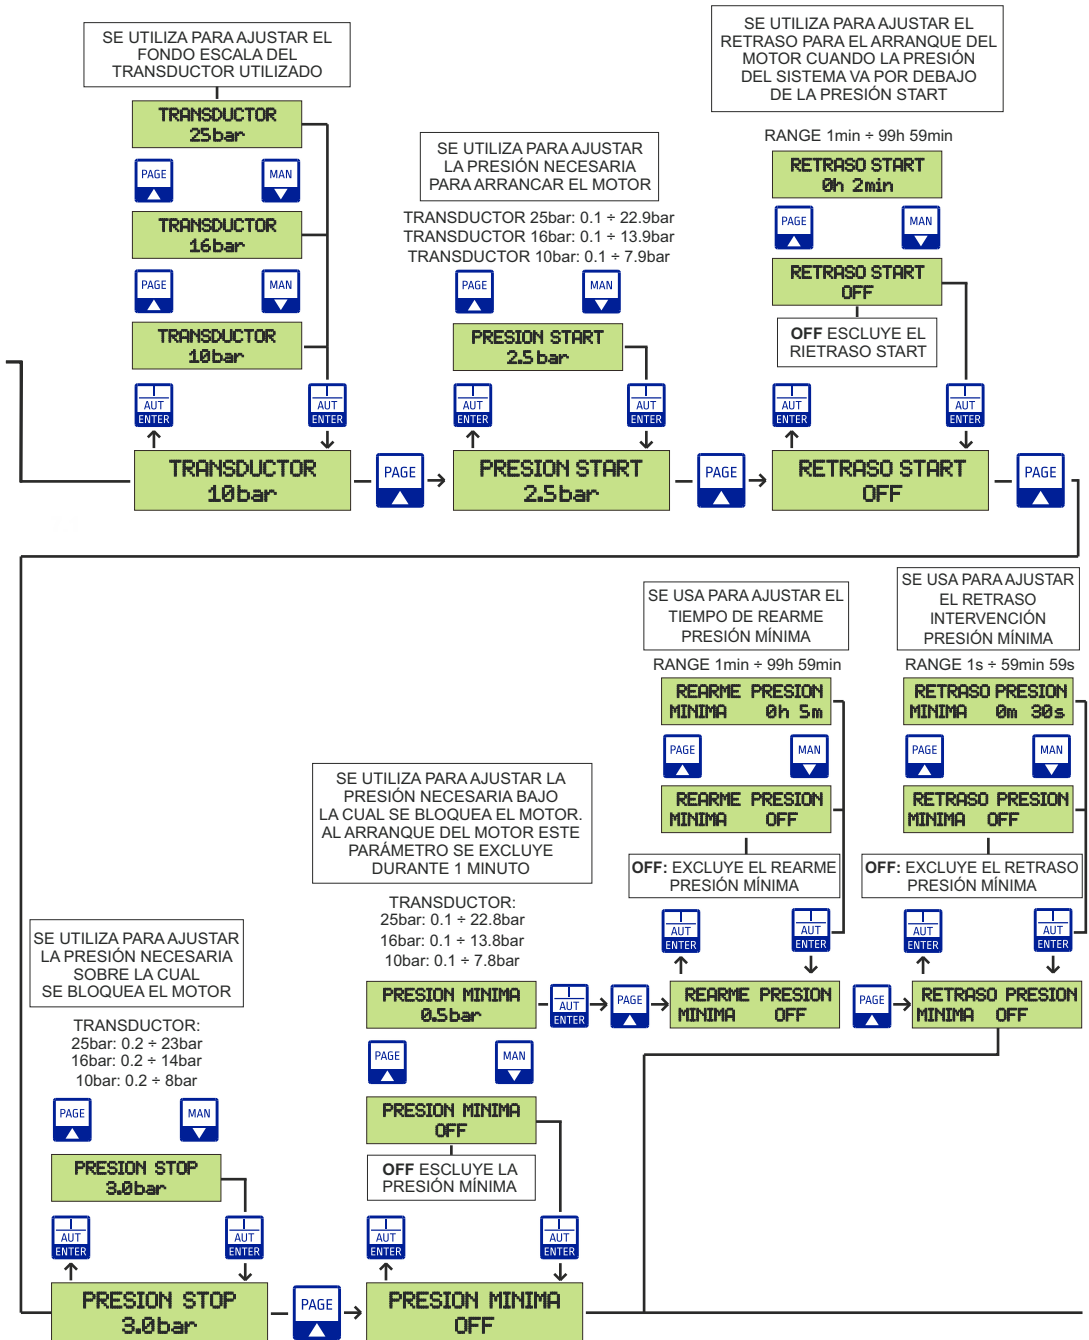 SE UTILIZA PARA AJUSTAR EL
FONDO ESCALA DEL
TRANSDUCTOR UTILIZADO
TRANSDUCTOR
25bar
PAGE
MAN
TRANSDUCTOR
16bar
PAGE
MAN
TRANSDUCTOR
10bar
AUT
ENTER
AUT
ENTER
TRANSDUCTOR
10bar
PAGE
SE UTILIZA PARA AJUSTAR
LA PRESIÓN NECESARIA
PARA ARRANCAR EL MOTOR
TRANSDUCTOR 25bar: 0.1 ÷ 22.9bar
TRANSDUCTOR 16bar: 0.1 ÷ 13.9bar
TRANSDUCTOR 10bar: 0.1 ÷ 7.9bar
PAGE
MAN
PRESION START
2.5 bar
AUT
ENTER
AUT
ENTER
PRESION START
2.5bar
PAGE
SE UTILIZA PARA AJUSTAR EL
RETRASO PARA EL ARRANQUE DEL
MOTOR CUANDO LA PRESIÓN
DEL SISTEMA VA POR DEBAJO
DE LA PRESIÓN START
RANGE 1min ÷ 99h 59min
RETRASO START
0h 2min
PAGE
MAN
RETRASO START
OFF
OFF ESCLUYE EL
RIETRASO START
AUT
ENTER
AUT
ENTER
RETRASO START
OFF
PAGE
SE UTILIZA PARA AJUSTAR
LA PRESIÓN NECESARIA
SOBRE LA CUAL
SE BLOQUEA EL MOTOR
TRANSDUCTOR:
25bar: 0.2 ÷ 23bar
16bar: 0.2 ÷ 14bar
10bar: 0.2 ÷ 8bar
PAGE
MAN
PRESION STOP
3.0bar
AUT
ENTER
AUT
ENTER
PRESION STOP
3.0bar
PAGE
SE UTILIZA PARA AJUSTAR LA
PRESIÓN NECESARIA BAJO
LA CUAL SE BLOQUEA EL MOTOR.
AL ARRANQUE DEL MOTOR ESTE
PARÁMETRO SE EXCLUYE
DURANTE 1 MINUTO
TRANSDUCTOR:
25bar: 0.1 ÷ 22.8bar
16bar: 0.1 ÷ 13.8bar
10bar: 0.1 ÷ 7.8bar
PRESION MINIMA
0.5bar
AUT
ENTER
PAGE
PAGE
MAN
PRESION MINIMA
OFF
OFF ESCLUYE LA
PRESIÓN MÍNIMA
AUT
ENTER
AUT
ENTER
PRESION MINIMA
OFF
SE USA PARA AJUSTAR EL
TIEMPO DE REARME
PRESIÓN MÍNIMA
RANGE 1min ÷ 99h 59min
REARME PRESION
MINIMA 0h 5m
PAGE
MAN
REARME PRESION
MINIMA OFF
OFF: EXCLUYE EL REARME
PRESIÓN MÍNIMA
AUT
ENTER
AUT
ENTER
REARME PRESION
MINIMA OFF
PAGE
SE USA PARA AJUSTAR
EL RETRASO
INTERVENCIÓN
PRESIÓN MÍNIMA
RANGE 1s ÷ 59min 59s
RETRASO PRESION
MINIMA 0m 30s
PAGE
MAN
RETRASO PRESION
MINIMA OFF
OFF: EXCLUYE EL RETRASO
PRESIÓN MÍNIMA
AUT
ENTER
AUT
ENTER
RETRASO PRESION
MINIMA OFF